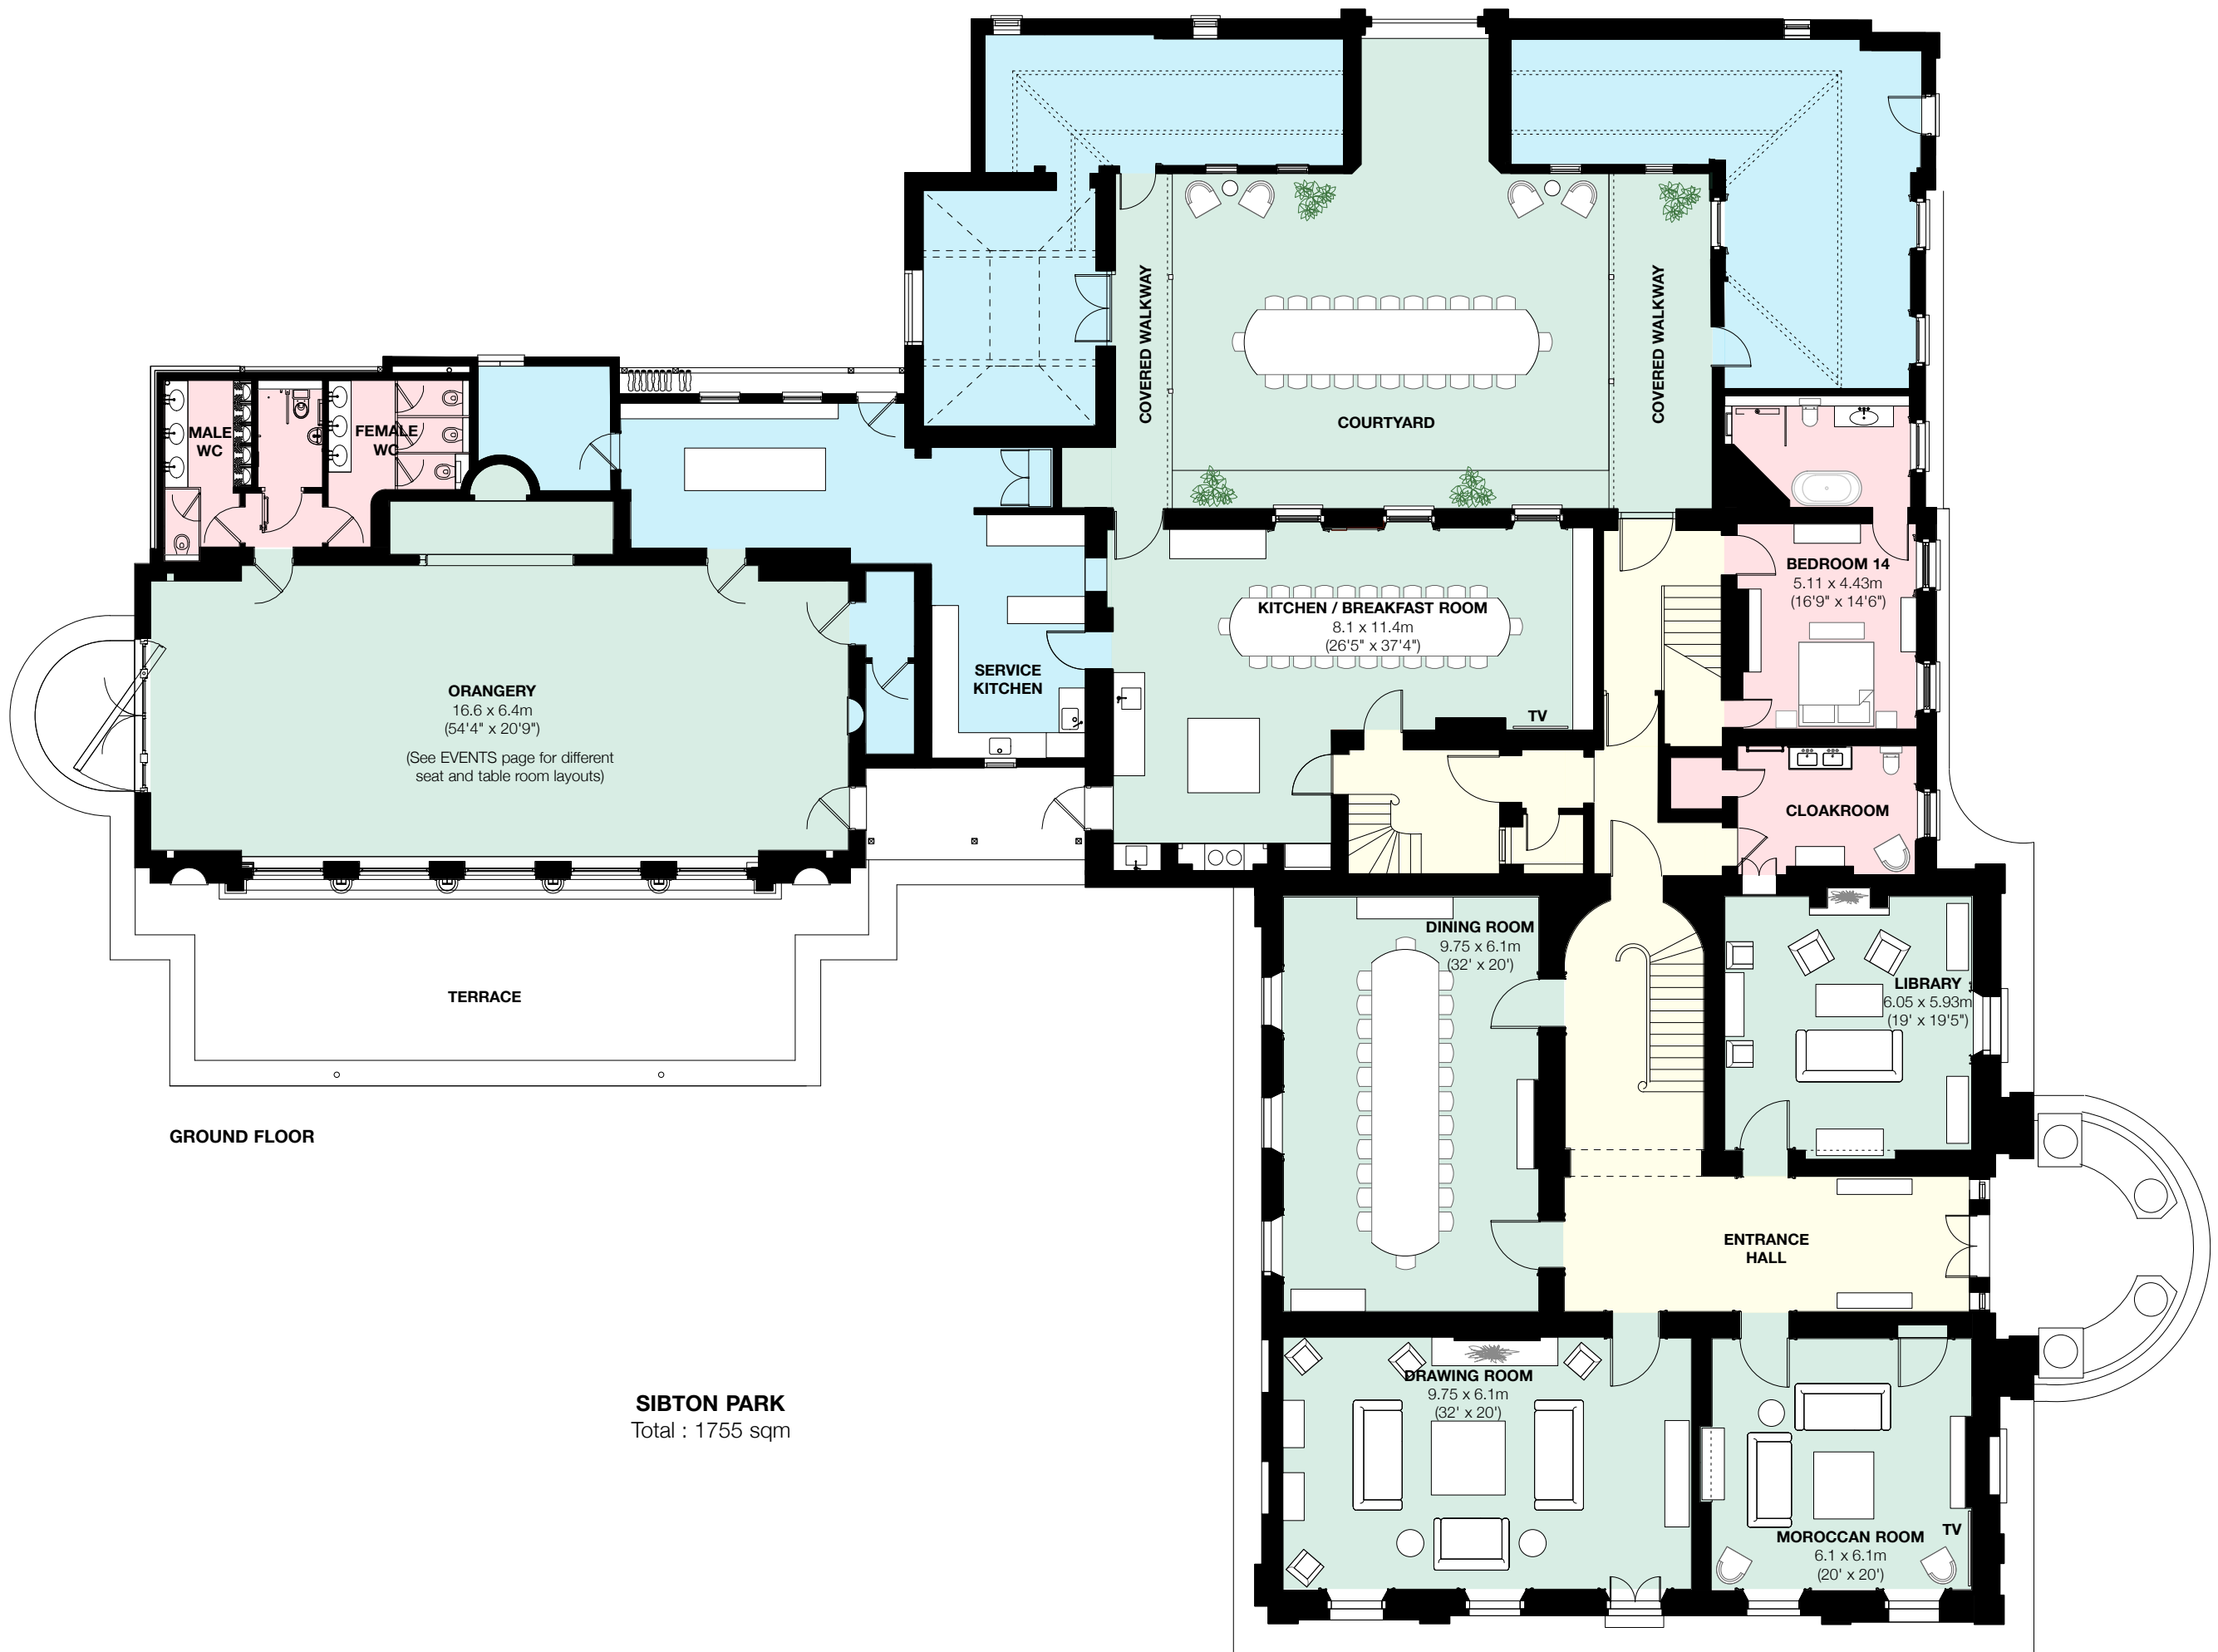 COVERED WALKWAY
COVERED WALKWAY
COURTYARD
MALE
WC
FEMALE
WC
BEDROOM 14
5.11 x 4.43m
(16'9" x 14'6")
KITCHEN / BREAKFAST ROOM
8.1 x 11.4m
(26'5" x 37'4")
SERVICE
KITCHEN
ORANGERY
16.6 x 6.4m
(54'4" x 20'9")
(See EVENTS page for different
seat and table room layouts)
TV
CLOAKROOM
DINING ROOM
9.75 x 6.1m
(32' x 20')
LIBRARY
6.05 x 5.93m
(19' x 19'5")
TERRACE
GROUND FLOOR
ENTRANCE
HALL
SIBTON PARK
Total : 1755 sqm
DRAWING ROOM
9.75 x 6.1m
(32' x 20')
TV
MOROCCAN ROOM
6.1 x 6.1m
(20' x 20')